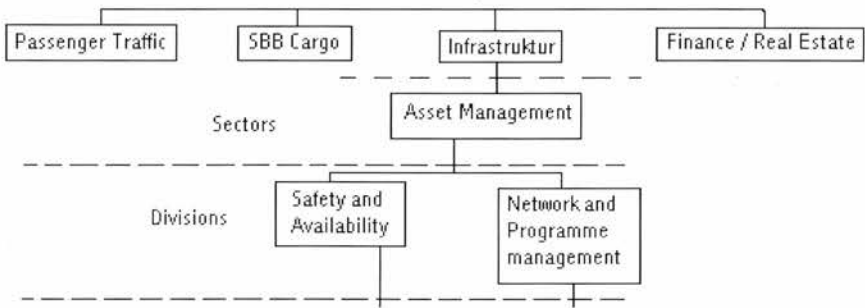 Passenger Traffic
SBB Cargo
Infrastruktur
Finance / Real Estate
Sectors
Asset Management
Divisions
Safety and
Availability
Network and
Programme
management